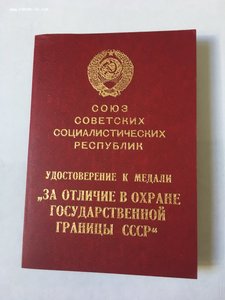 СОЮЗ
СОВЕТСКИХ
СОЦИАЛИСТИЧЕСКИХ
РЕСПУБЛИК
УДОСТОВЕРЕНИЕ К МЕДАЛИ
„ЗА ОТЛИЧИЕ В ОХРАНЕ
ГОСУДАРСТВЕННОЙ
ГРАНИЦЫ СССР“